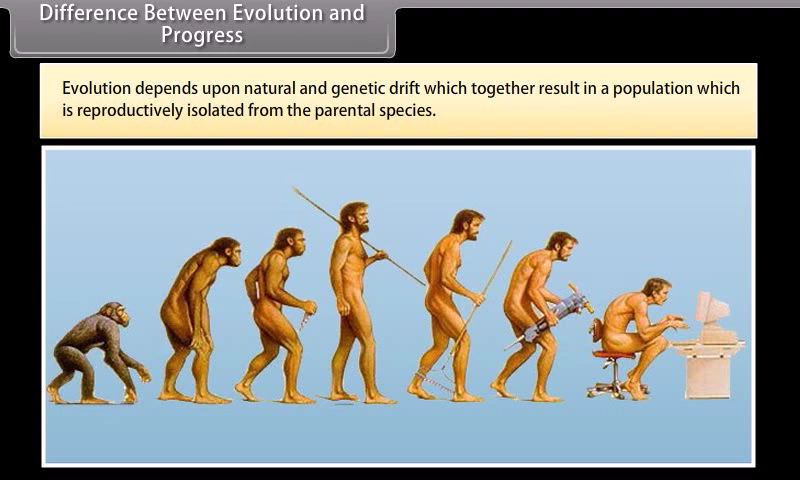 Difference Between Evolution and
Progress
Evolution depends upon natural and genetic drift which together result in a population which
is reproductively isolated from the parental species.